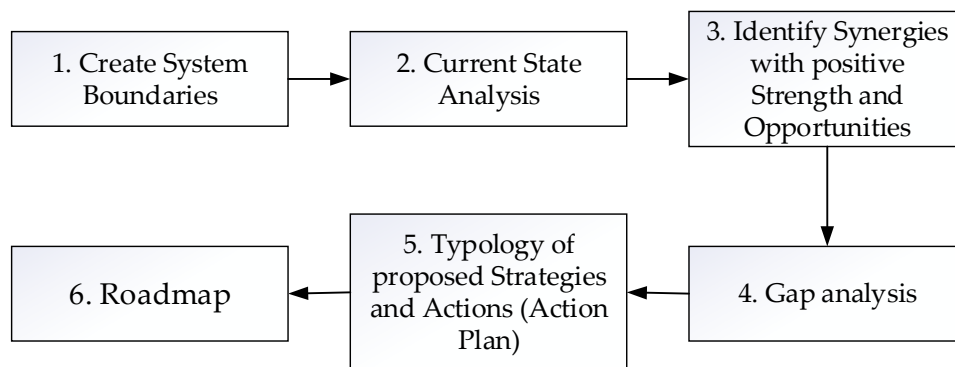 1. Create System
Boundaries
2. Current State
Analysis
3. Identify Synergies
with positive
Strength and
Opportunities
4. Gap analysis
5. Typology of
proposed Strategies
and Actions (Action
Plan)
6. Roadmap